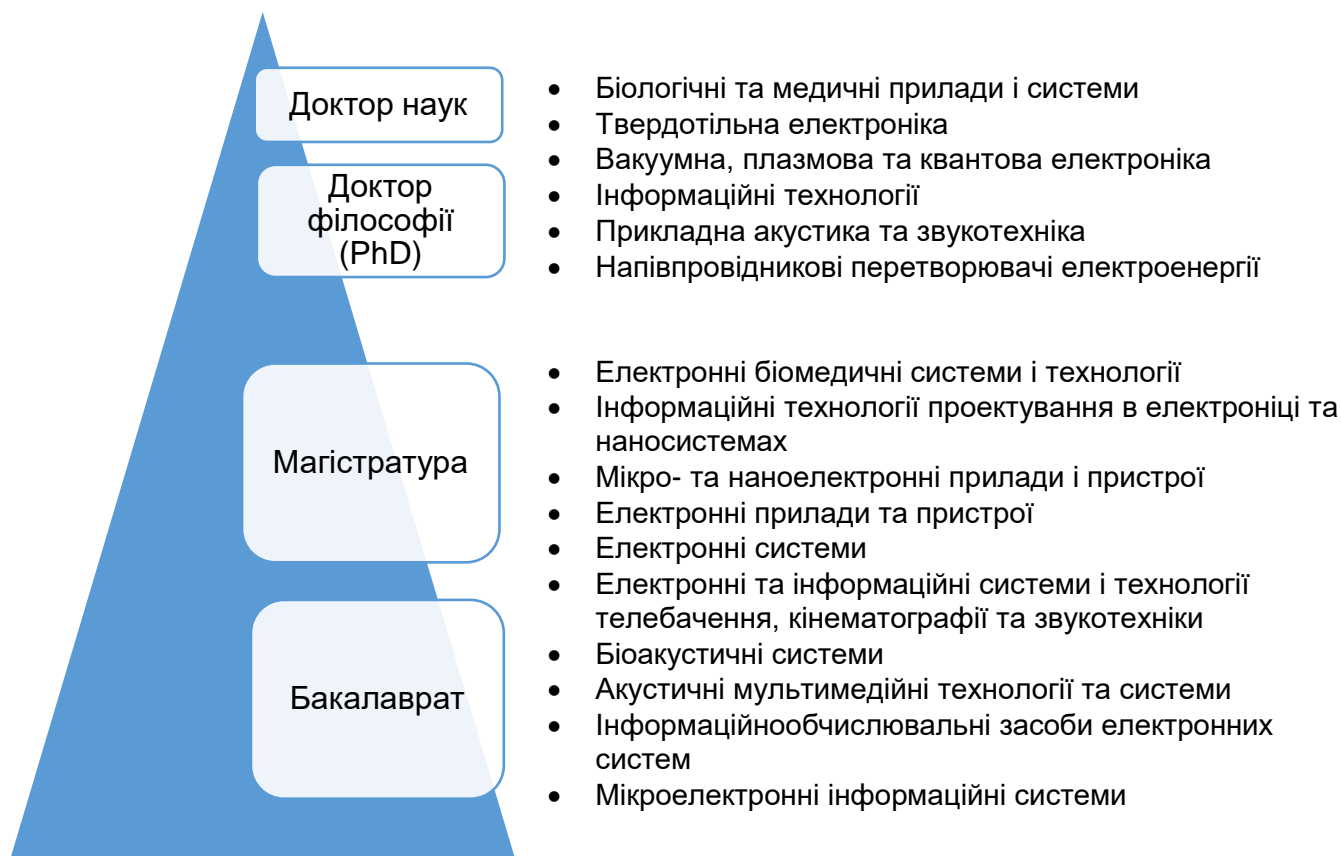 Доктор наук
Доктор
філософії
(PhD)
• Біологічні та медичні прилади і системи
• Твердотільна електроніка
• Вакуумна, плазмова та квантова електроніка
• Інформаційні технології
• Прикладна акустика та звукотехніка
• Напівпровідникові перетворювачі електроенергії
Магістратура
Бакалаврат
• Електронні біомедичні системи і технології
• Інформаційні технології проектування в електроніці та
наносистемах
• Мікро- та наноелектронні прилади і пристрої
• Електронні прилади та пристрої
• Електронні системи
• Електронні та інформаційні системи і технології
телебачення, кінематографії та звукотехніки
• Біоакустичні системи
• Акустичні мультимедійні технології та системи
• Інформаційнообчислювальні засоби електронних
систем
• Мікроелектронні інформаційні системи